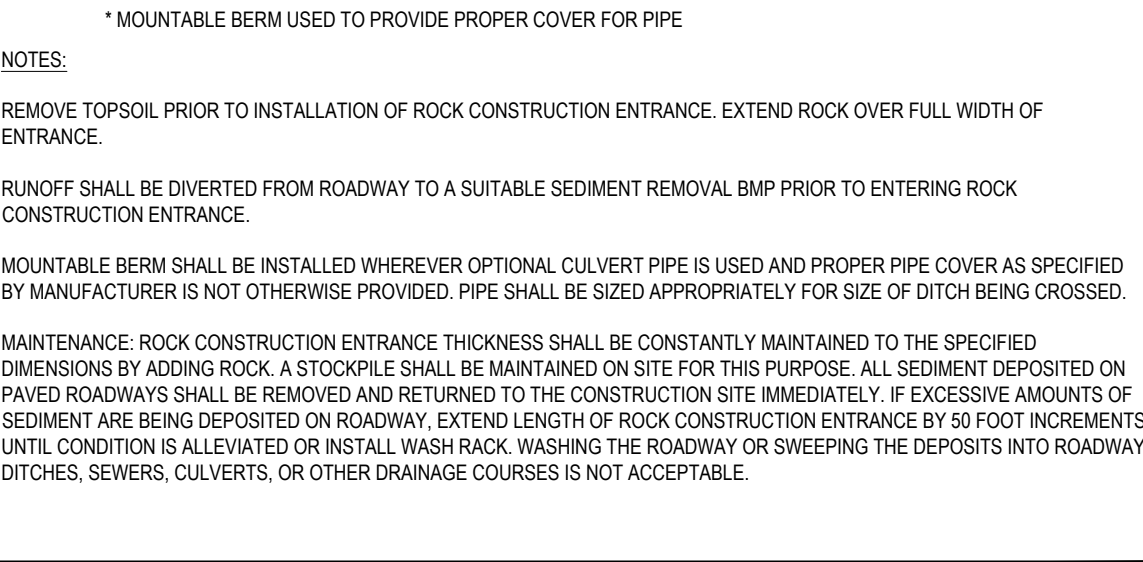 * MOUNTABLE BERM USED TO PROVIDE PROPER COVER FOR PIPE
NOTES:
REMOVE TOPSOIL PRIOR TO INSTALLATION OF ROCK CONSTRUCTION ENTRANCE. EXTEND ROCK OVER FULL WIDTH OF
ENTRANCE.
RUNOFF SHALL BE DIVERTED FROM ROADWAY TO A SUITABLE SEDIMENT REMOVAL BMP PRIOR TO ENTERING ROCK
CONSTRUCTION ENTRANCE.
MOUNTABLE BERM SHALL BE INSTALLED WHEREVER OPTIONAL CULVERT PIPE IS USED AND PROPER PIPE COVER AS SPECIFIED
BY MANUFACTURER IS NOT OTHERWISE PROVIDED. PIPE SHALL BE SIZED APPROPRIATELY FOR SIZE OF DITCH BEING CROSSED.
MAINTENANCE: ROCK CONSTRUCTION ENTRANCE THICKNESS SHALL BE CONSTANTLY MAINTAINED TO THE SPECIFIED
DIMENSIONS BY ADDING ROCK. A STOCKPILE SHALL BE MAINTAINED ON SITE FOR THIS PURPOSE. ALL SEDIMENT DEPOSITED ON
PAVED ROADWAYS SHALL BE REMOVED AND RETURNED TO THE CONSTRUCTION SITE IMMEDIATELY. IF EXCESSIVE AMOUNTS OF
SEDIMENT ARE BEING DEPOSITED ON ROADWAY, EXTEND LENGTH OF ROCK CONSTRUCTION ENTRANCE BY 50 FOOT INCREMENTS
UNTIL CONDITION IS ALLEVIATED OR INSTALL WASH RACK. WASHING THE ROADWAY OR SWEEPING THE DEPOSITS INTO ROADWAY
DITCHES, SEWERS, CULVERTS, OR OTHER DRAINAGE COURSES IS NOT ACCEPTABLE.